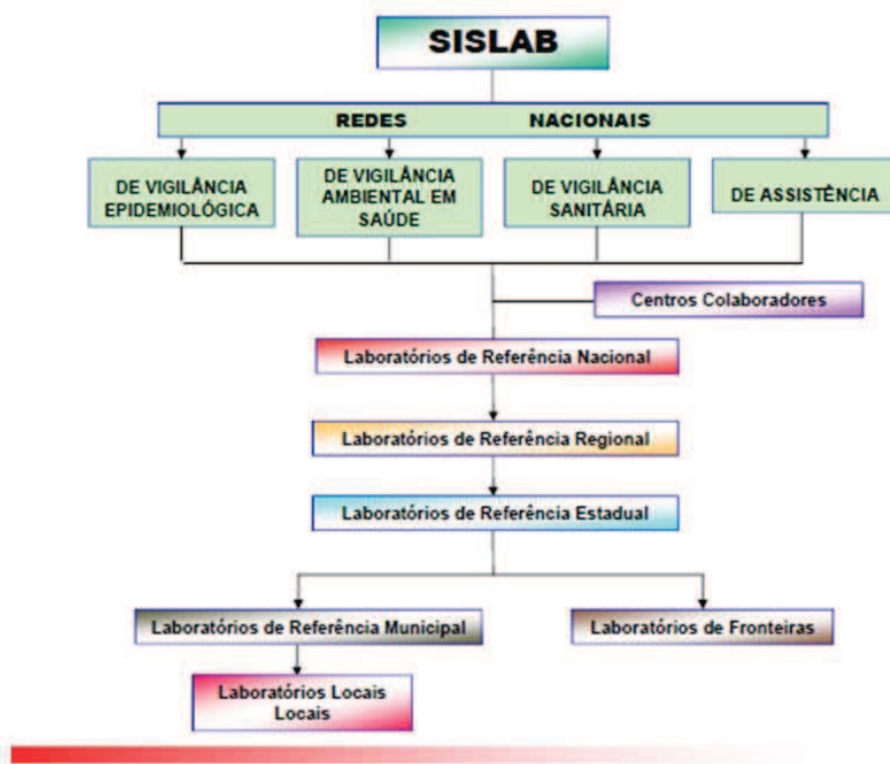 SISLAB
REDES NACIONAIS
DE VIGILÂNCIA
EPIDEMIOLÓGICA
DE VIGILÂNCIA
AMBIENTAL EM
SAÚDE
DE VIGILÂNCIA
SANITÁRIA
DE ASSISTÊNCIA
Centros Colaboradores
Laboratórios de Referência Nacional
Laboratórios de Referência Regional
Laboratórios de Referência Estadual
Laboratórios de Referência Municipal
Laboratórios de Fronteiras
Laboratórios Locais
Locais